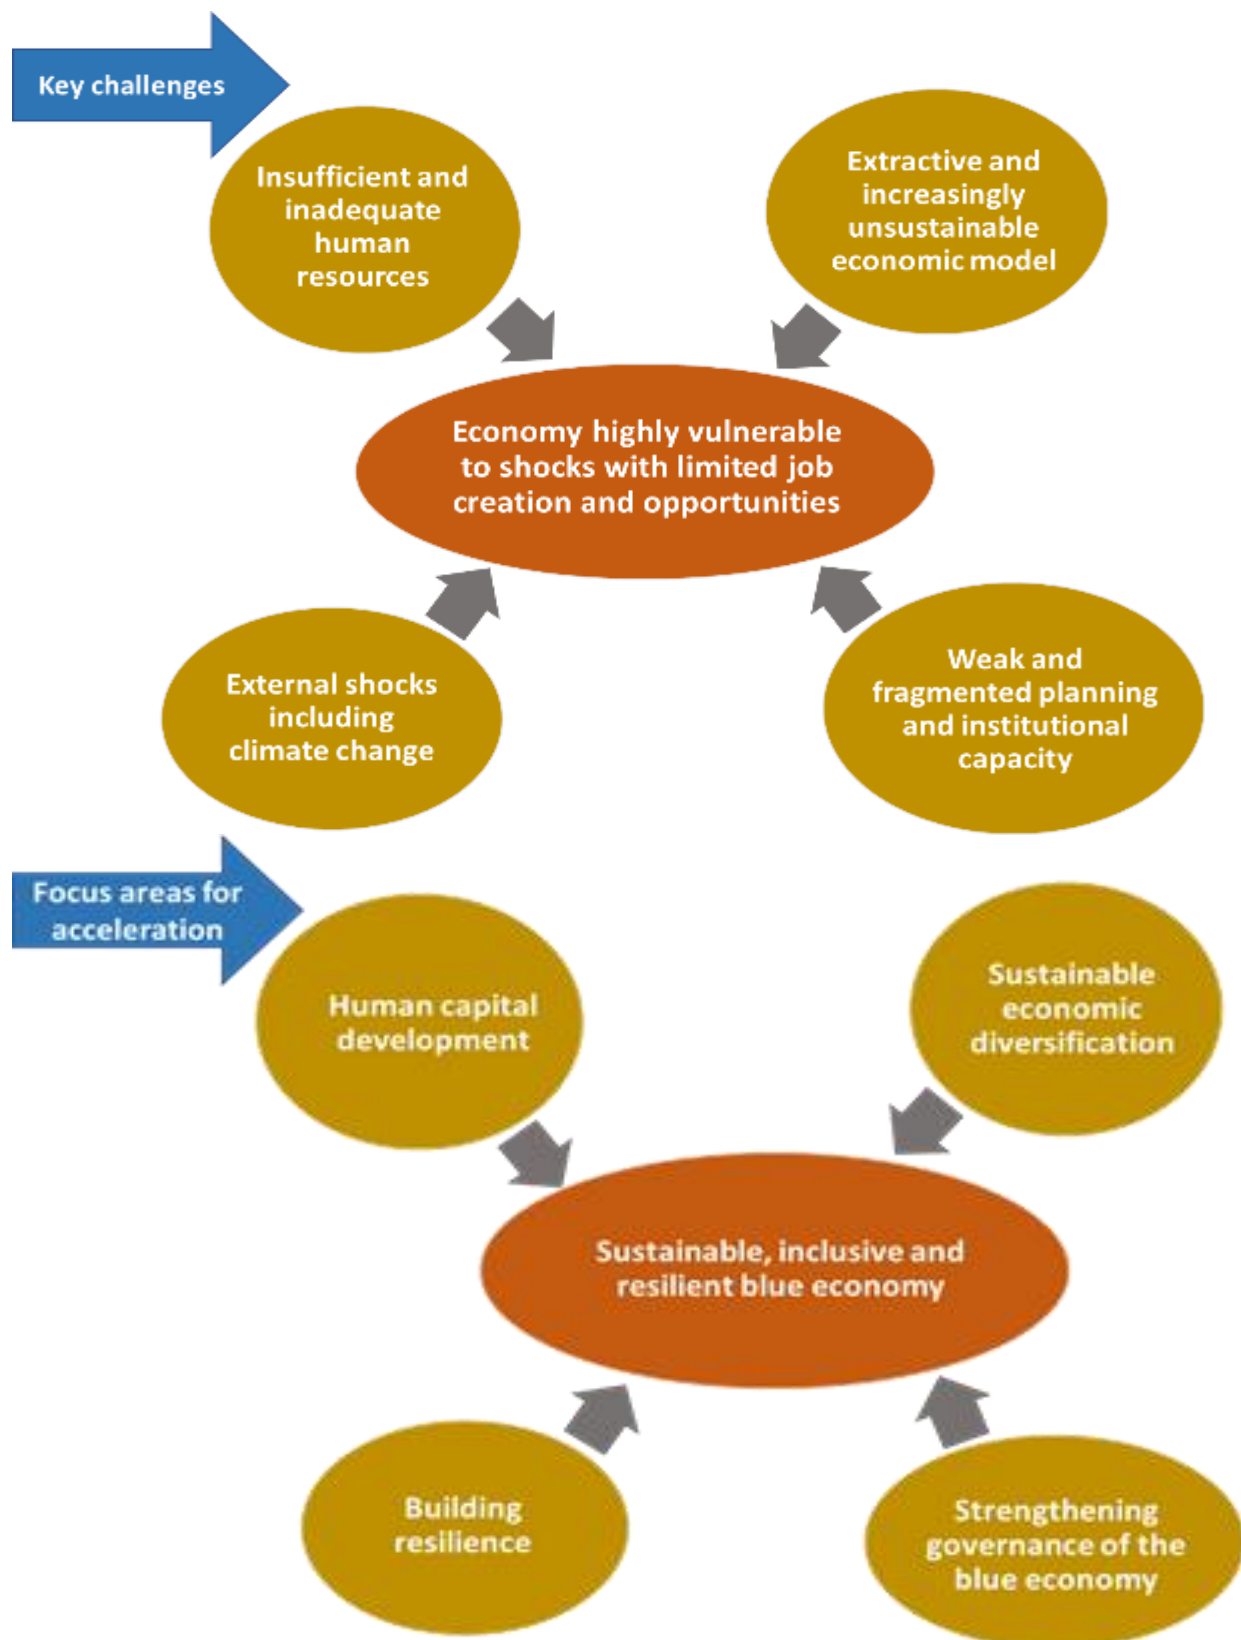 Key challenges
Insufficient and
inadequate
human
resources
Extractive and
increasingly
unsustainable
economic model
Economy highly vulnerable
to shocks with limited job
creation and opportunities
External shocks
including
climate change
Weak and
fragmented planning
and institutional
capacity
Focus areas for
acceleration
Human capital
development
Sustainable
economic
diversification
Sustainable, inclusive and
resilient blue economy
Building
resilience
Strengthening
governance of the
blue economy